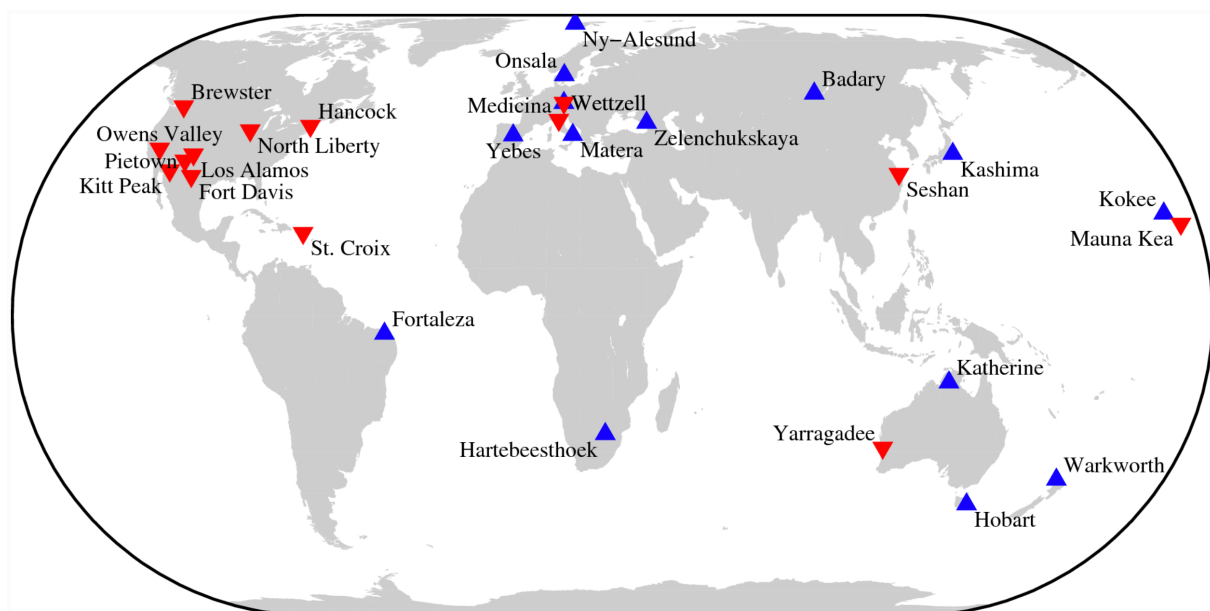 Ny−Alesund
Onsala
Badary
Brewster
Medicina
Wettzell
Hancock
Owens Valley
North Liberty
Zelenchukskaya
Yebes
Matera
Pietown
Los Alamos
Kashima
Kitt Peak
Fort Davis
Seshan
Kokee
Mauna Kea
St. Croix
Fortaleza
Katherine
Yarragadee
Hartebeesthoek
Warkworth
Hobart